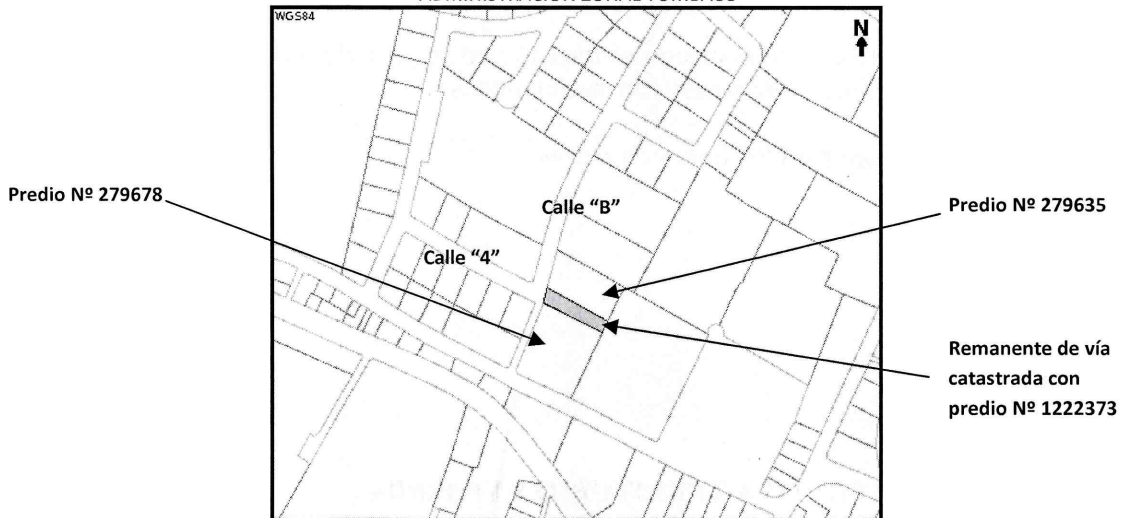 WGS84
N
Predio Nº 279678
Calle “B”
Predio Nº 279635
Calle “4”
Remanente de vía
catastrada con
predio Nº 1222373